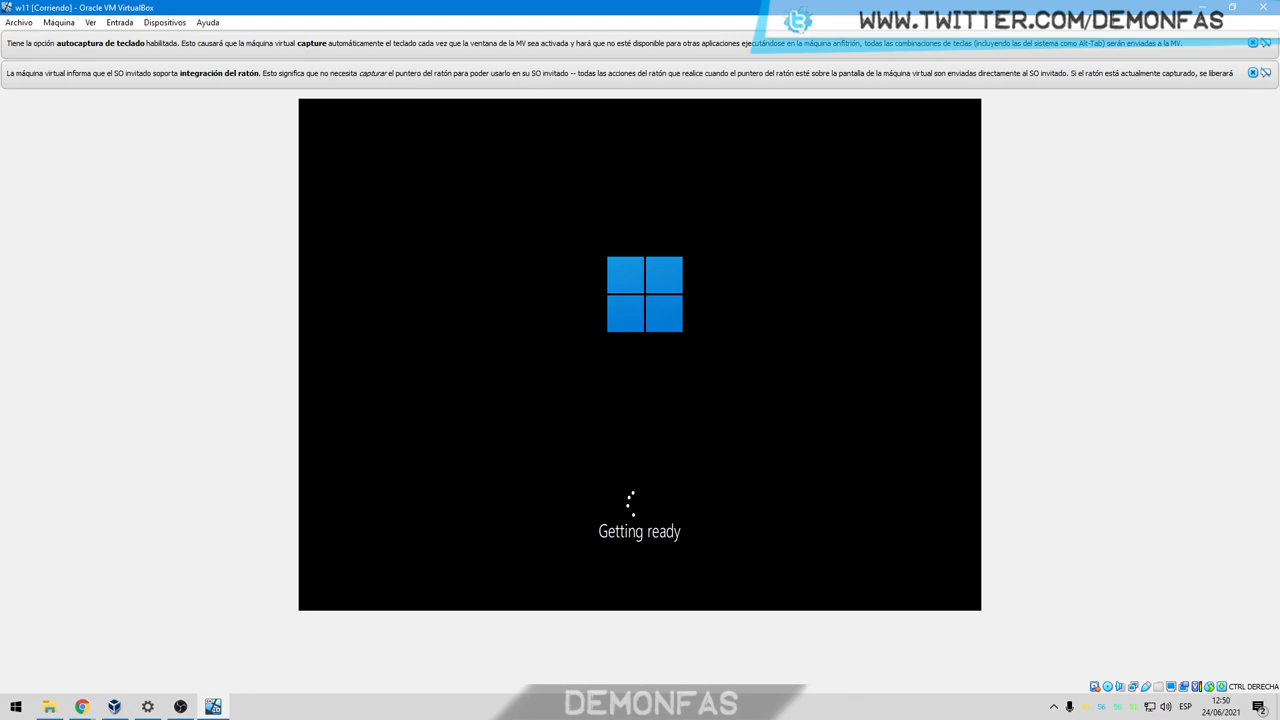 w11 [Corriendo] - Oracle VM VirtualBox
WWW.TWITTER.COM/DEMONFAS
Archivo Máquina Ver Entrada Dispositivos Ayuda
Tiene la opción autocaptura de teclado habilitada. Esto causará que la máquina virtual capture automáticamente el teclado cada vez que la ventana de la MV sea activada y hará que no esté disponible para otras aplicaciones ejecutándose en la máquina anfitrión, todas las combinaciones de teclas (incluyendo las del sistema como Alt-Tab) serán enviadas a la MV.
La máquina virtual informa que el SO invitado soporta integración del ratón. Esto significa que no necesita capturar el puntero del ratón para poder usarlo en su SO invitado -- todas las acciones del ratón que realice cuando el puntero del ratón esté sobre la pantalla de la máquina virtual son enviadas directamente al SO invitado. Si el ratón está actualmente capturado, se liberará
Getting ready
CTRL DERECHA
DEMONFAS
ESP
12:50
24/06/2021
2